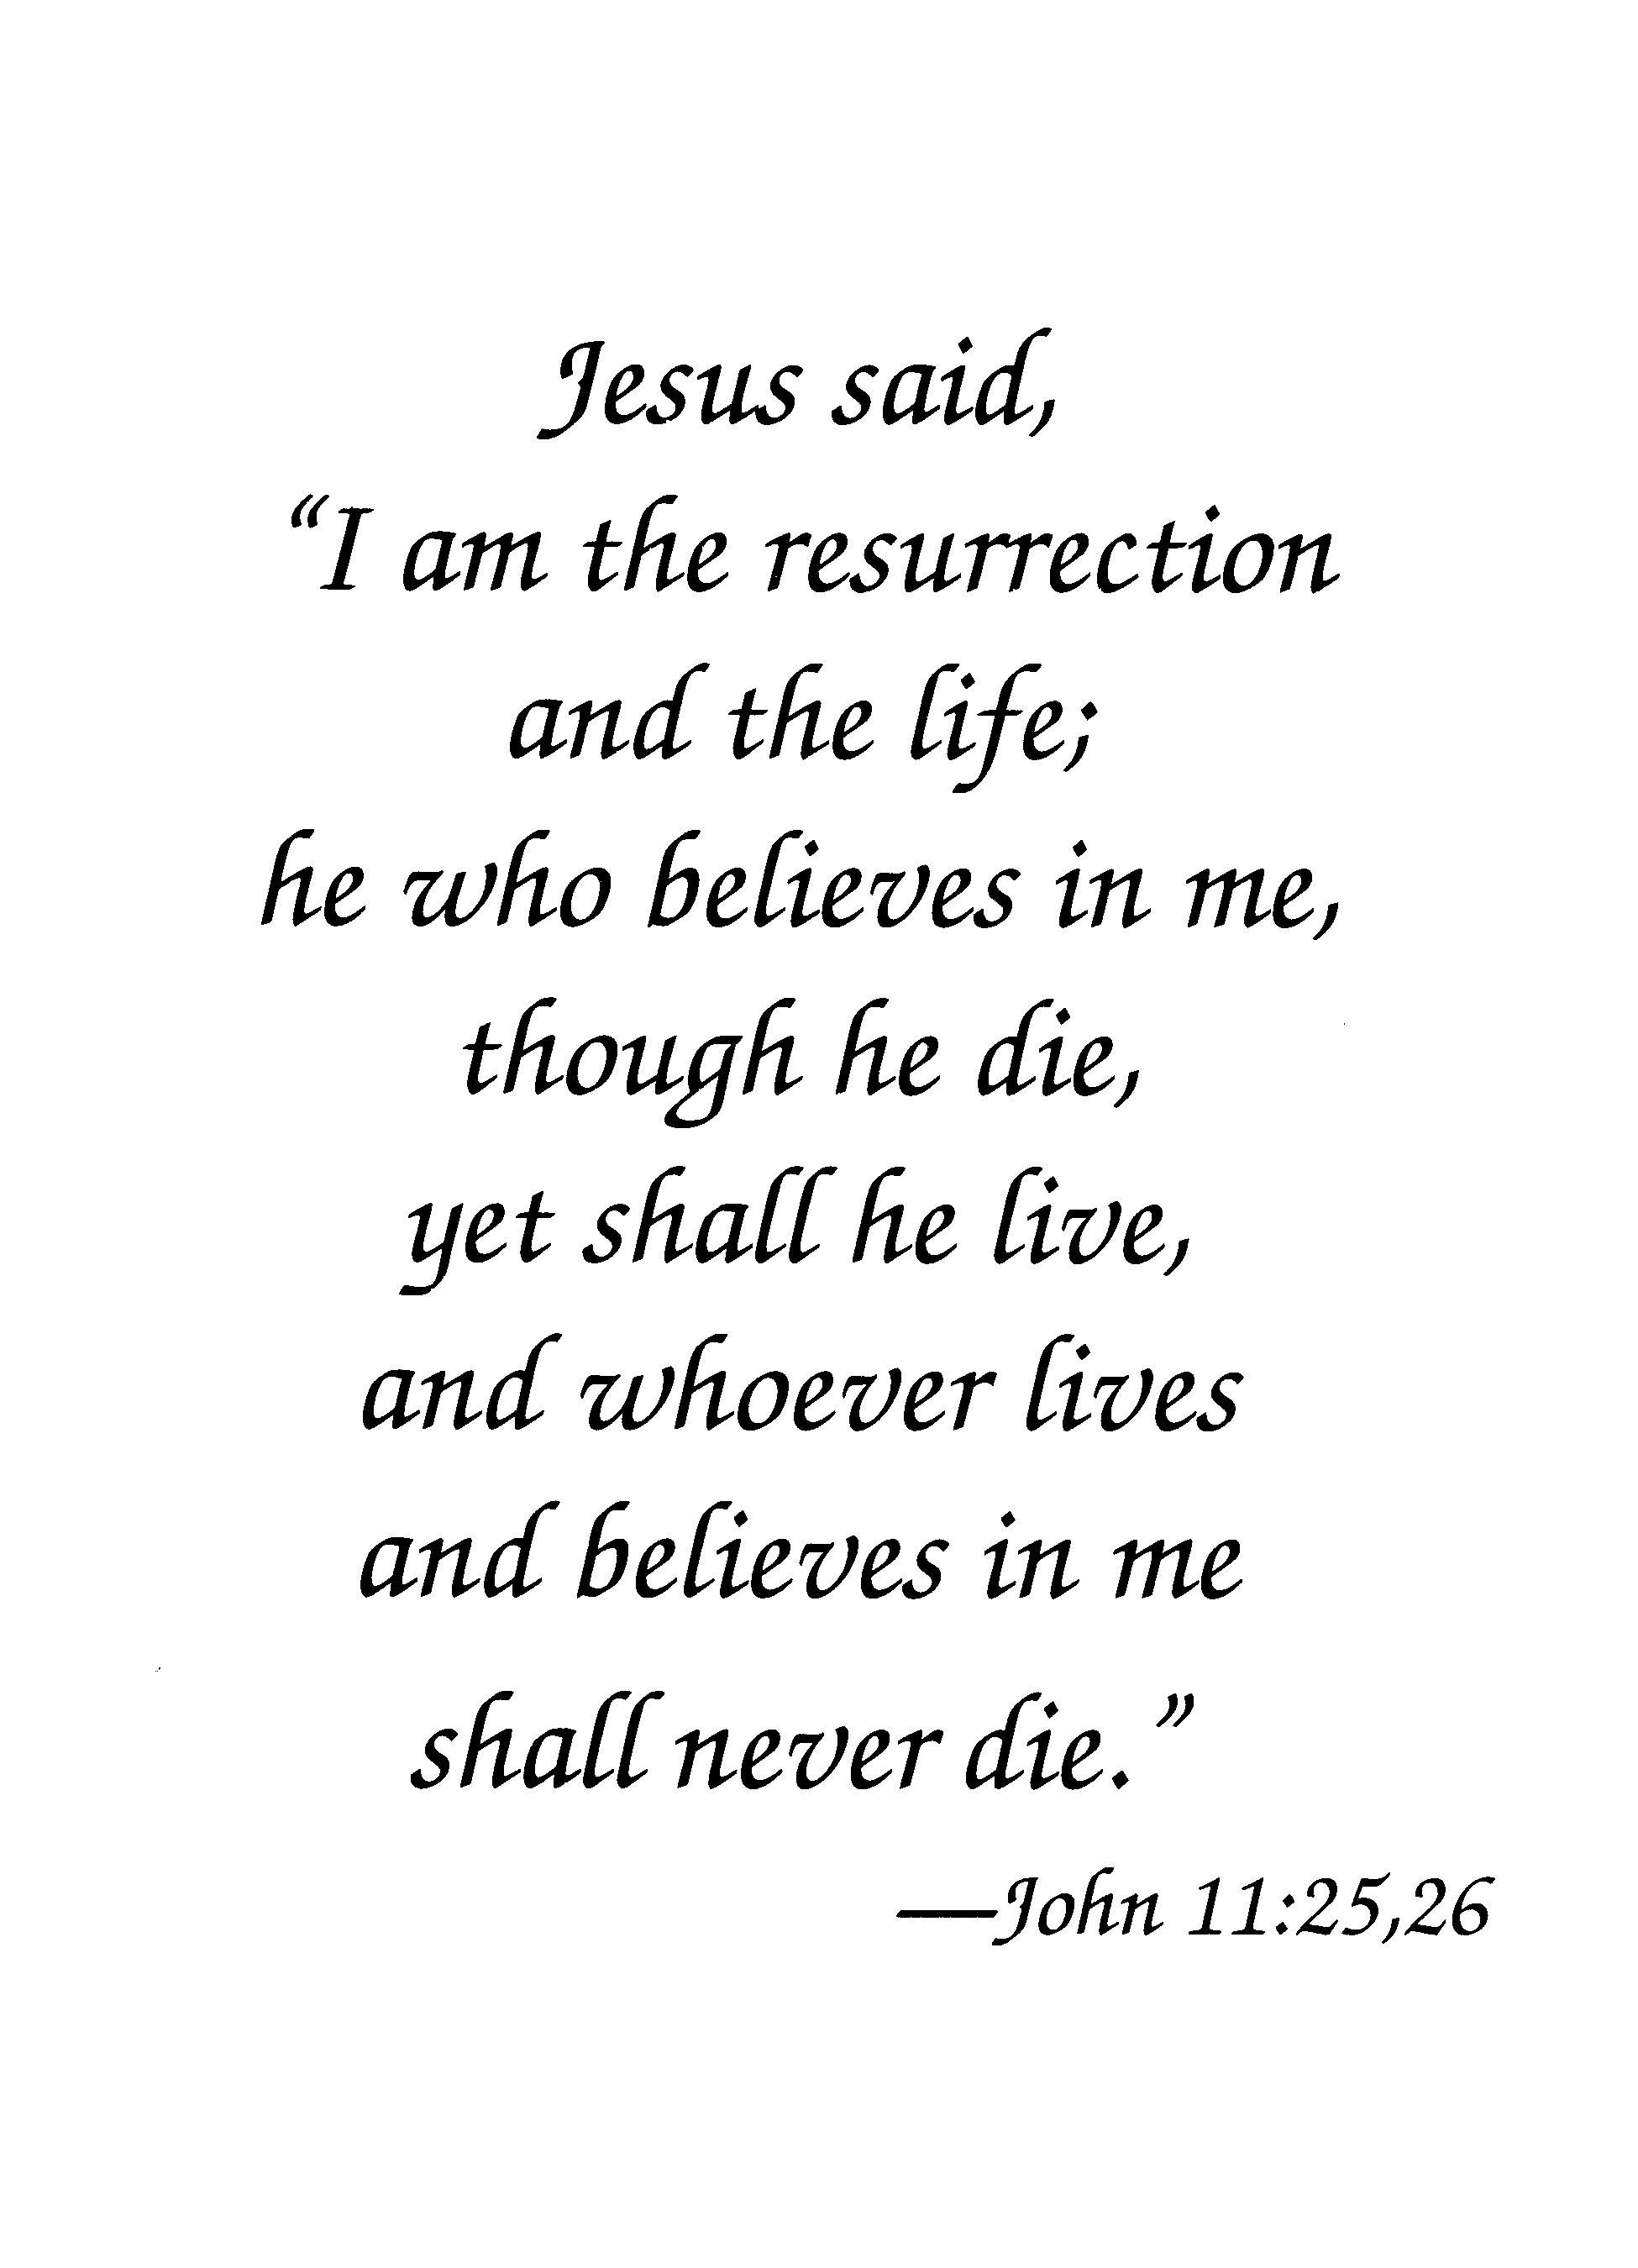 Jesus said,
“I am the resurrection
and the life;
he who believes in me,
though he die,
yet shall he live,
and whoever lives
and believes in me
shall never die.”
—John 11:25,26